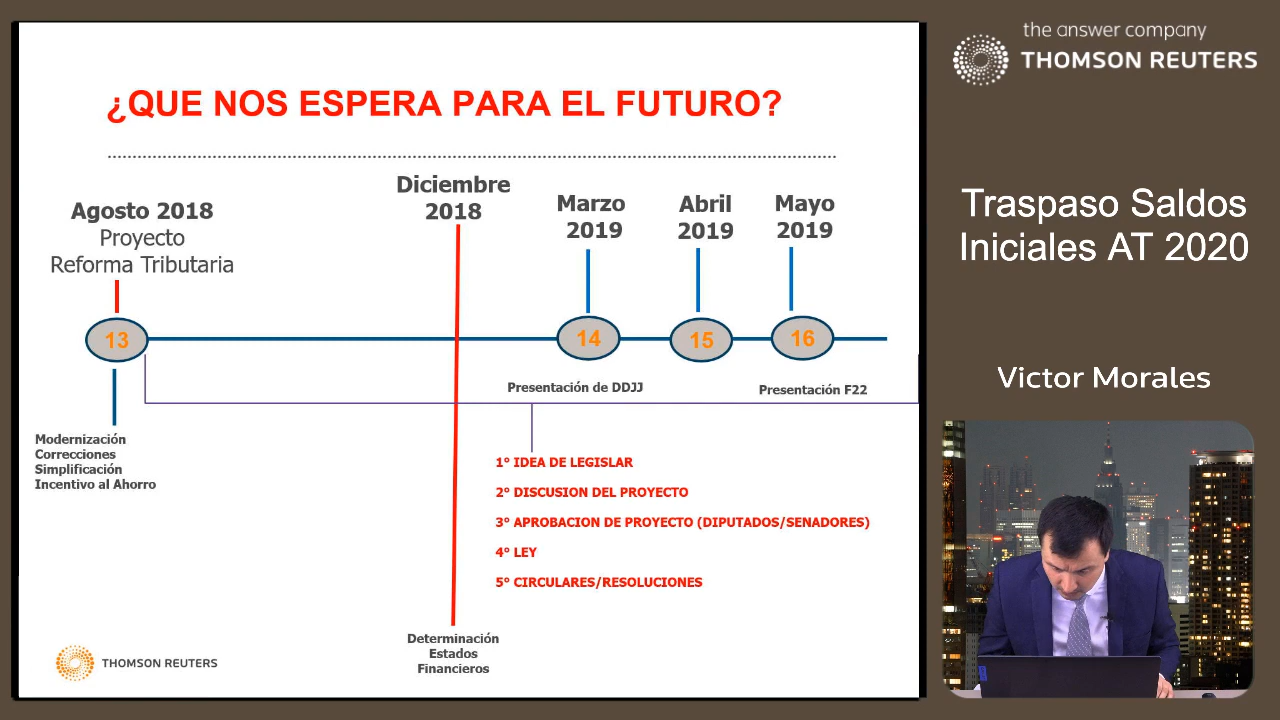 ¿QUE NOS ESPERA PARA EL FUTURO?
Agosto 2018
Proyecto
Reforma Tributaria
Diciembre
2018
Marzo
2019
Abril
2019
Mayo
2019
13
14
15
16
Presentación de DDJJ
Presentación F22
Modernización
Correcciones
Simplificación
Incentivo al Ahorro
1° IDEA DE LEGISLAR
2° DISCUSION DEL PROYECTO
3° APROBACION DE PROYECTO (DIPUTADOS/SENADORES)
4° LEY
5° CIRCULARES/RESOLUCIONES
Determinación
Estados
Financieros
THOMSON REUTERS
the answer company
THOMSON REUTERS
Traspaso Saldos
Iniciales AT 2020
Victor Morales